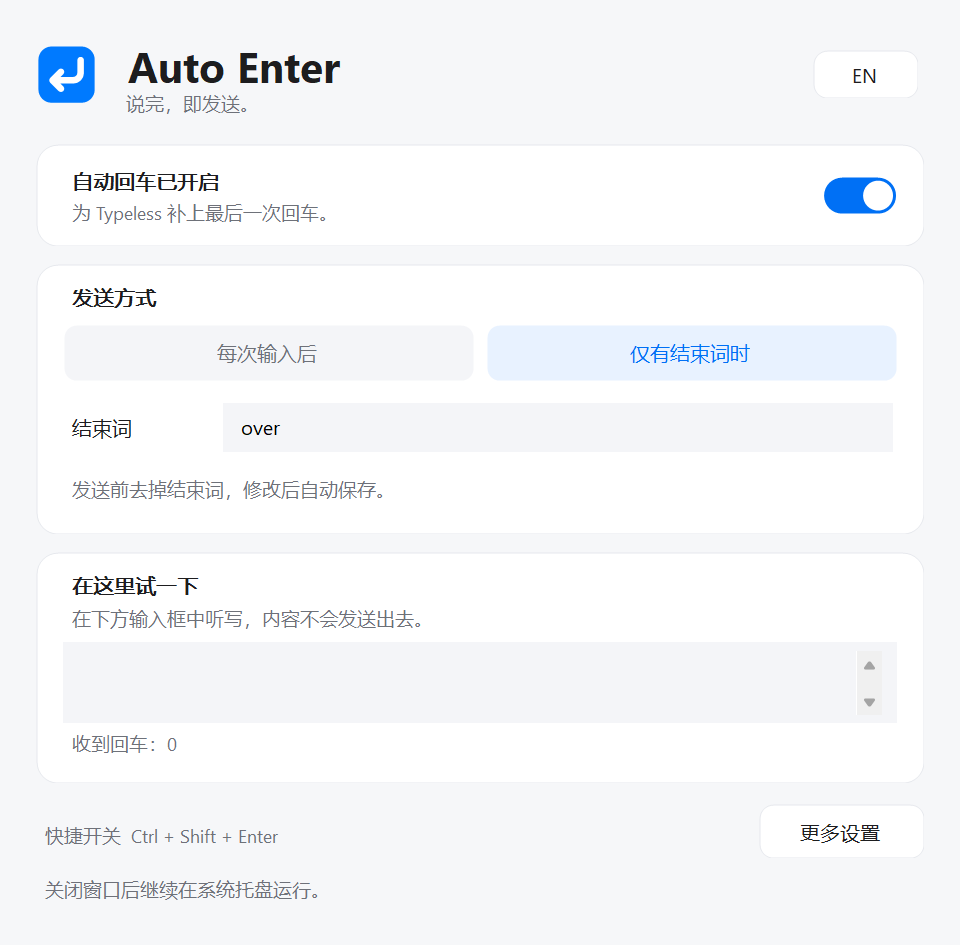 Auto Enter
说完，即发送。
EN
自动回车已开启
为 Typeless 补上最后一次回车。
发送方式
每次输入后
仅有结束词时
结束词
over
发送前去掉结束词，修改后自动保存。
在这里试一下
在下方输入框中听写，内容不会发送出去。
收到回车：0
快捷开关 Ctrl + Shift + Enter
更多设置
关闭窗口后继续在系统托盘运行。